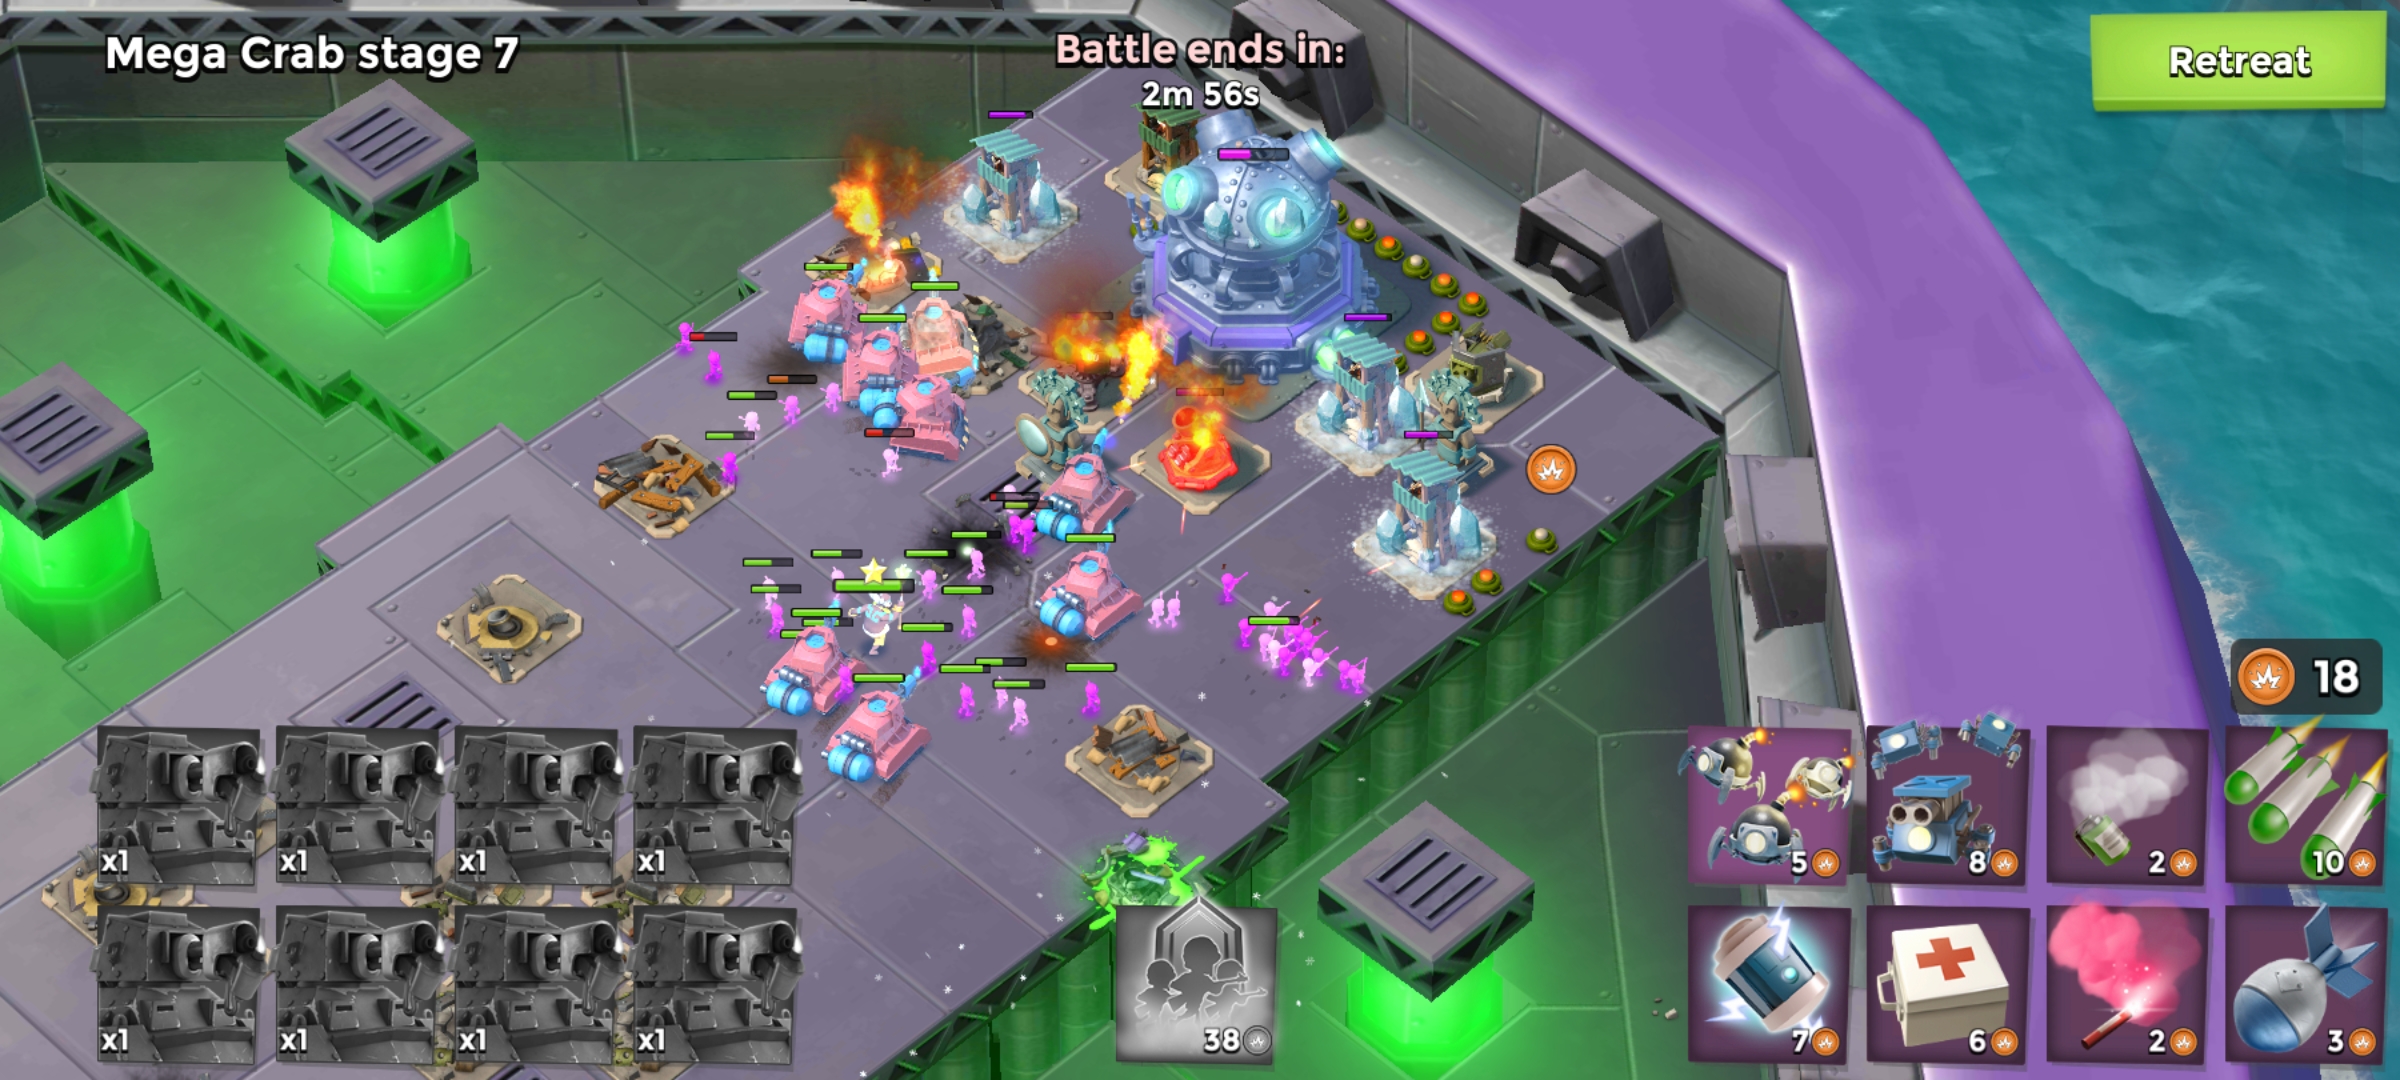 Mega Crab stage 7
Battle ends in:
2m 56s
Retreat
18
x1
x1
x1
x1
5
8
2
10
x1
x1
x1
x1
38
7
6
2
3